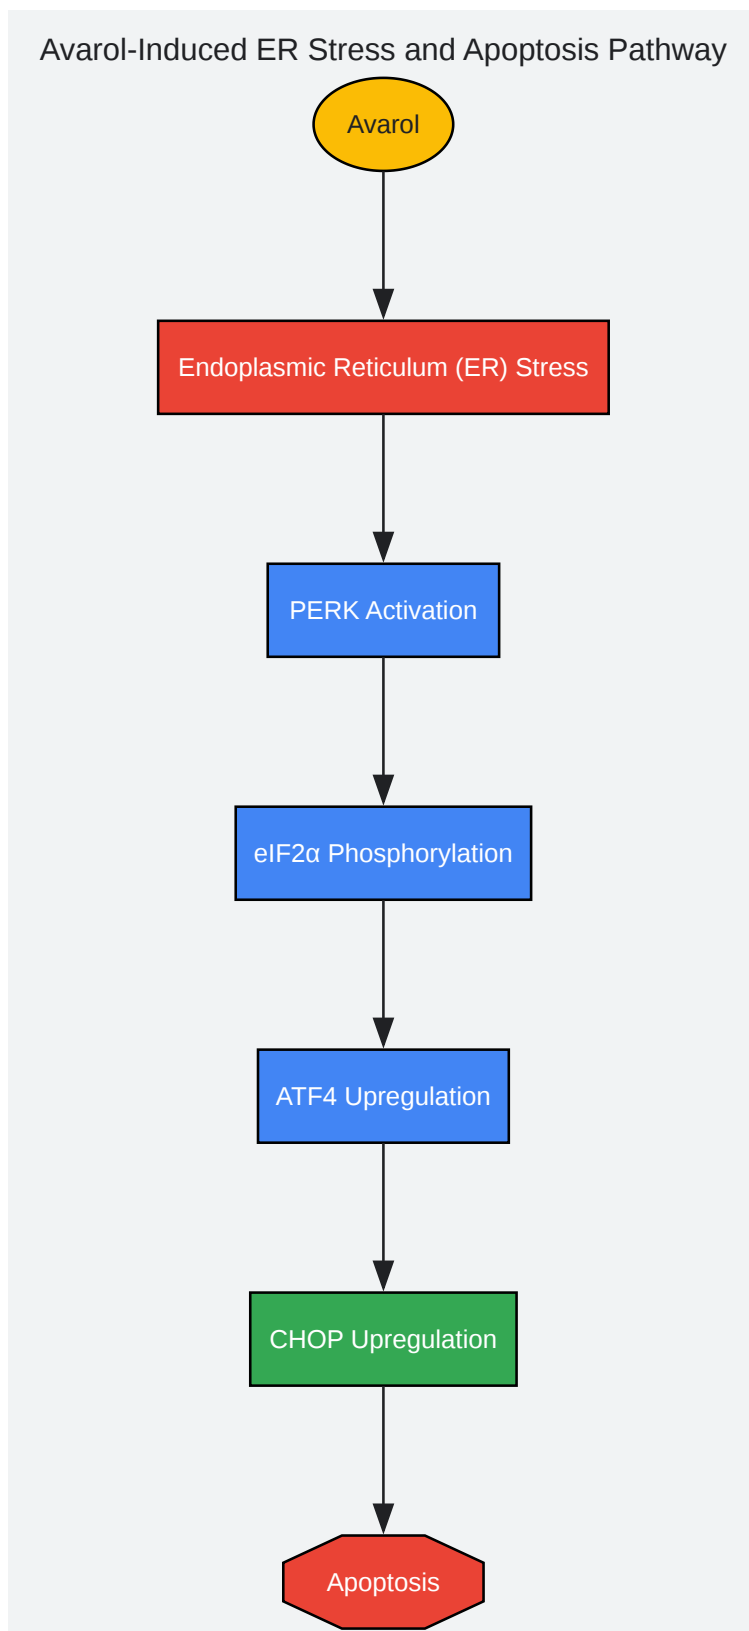 Avarol-Induced ER Stress and Apoptosis Pathway
Avarol
Endoplasmic Reticulum (ER) Stress
PERK Activation
eIF2α Phosphorylation
ATF4 Upregulation
CHOP Upregulation
Apoptosis